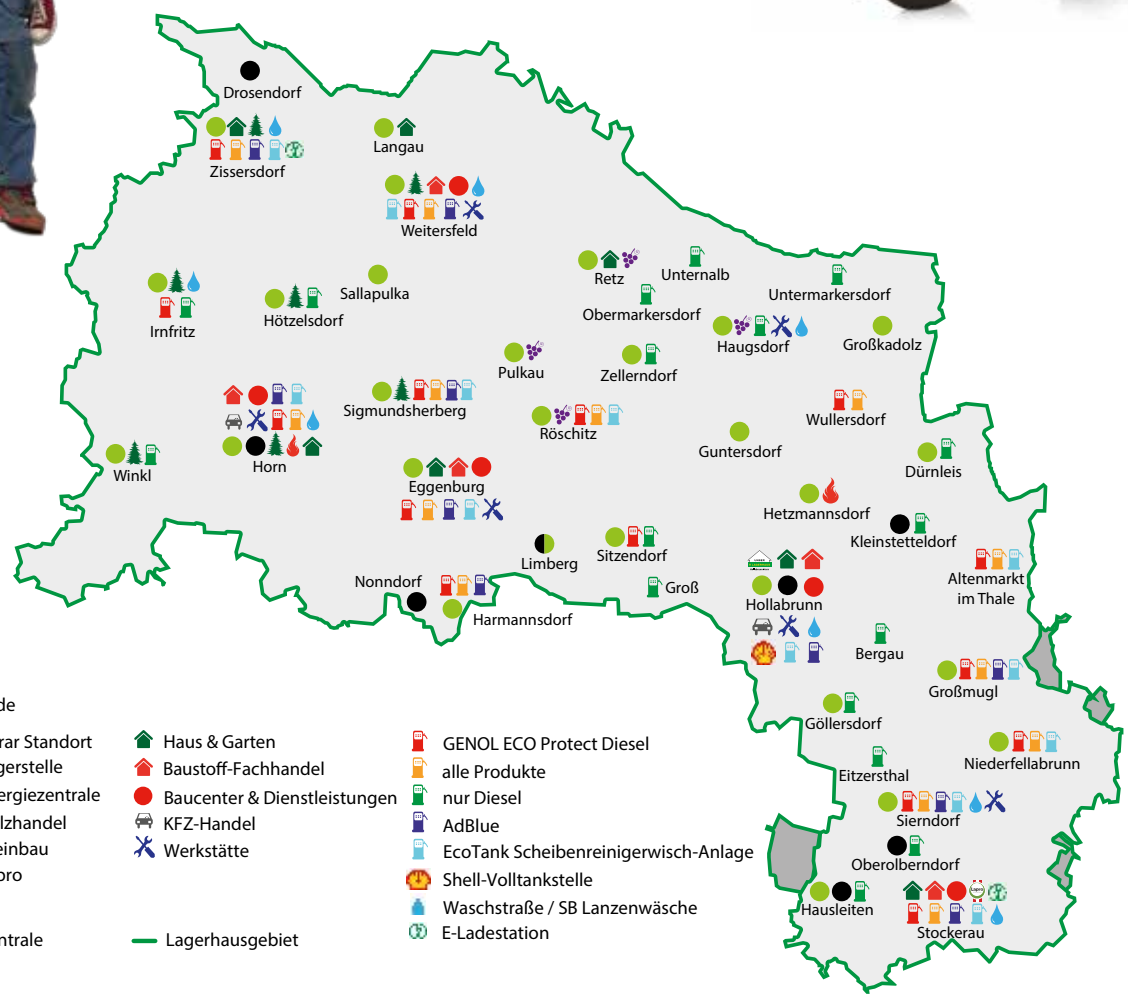 Drosendorf
Zissersdorf
Langau
Weitersfeld
Retz
Unternalb
Untermarkersdorf
Obermarkersdorf
Irnfritz
Hötzelsdorf
Sallapulka
Haugsdorf
Großkadolz
Pulkau
Zellerndorf
Sigmundsherberg
Röschitz
Wullersdorf
Guntersdorf
Winkl
Horn
Dürnleis
Eggenburg
Hetzmannsdorf
Kleinstetteldorf
Limberg
Sitzendorf
Altenmarkt
im Thale
Nonndorf
Groß
Harmannsdorf
Hollabrunn
Bergau
Großmugl
Göllersdorf
Niederfellabrunn
Eitzersthal
Sierndorf
Oberolberndorf
Hausleiten
Stockerau
de
rar Standort
gerstelle
ergiezentrale
lzhandel
einbau
oro
ntrale
Haus & Garten
Baustoff-Fachhandel
Baucenter & Dienstleistungen
KFZ-Handel
Werkstätte
Lagerhausgebiet
GENOL ECO Protect Diesel
alle Produkte
nur Diesel
AdBlue
EcoTank Scheibenreinigerwisch-Anlage
Shell-Volltankstelle
Waschstraße / SB Lanzenwäsche
E-Ladestation